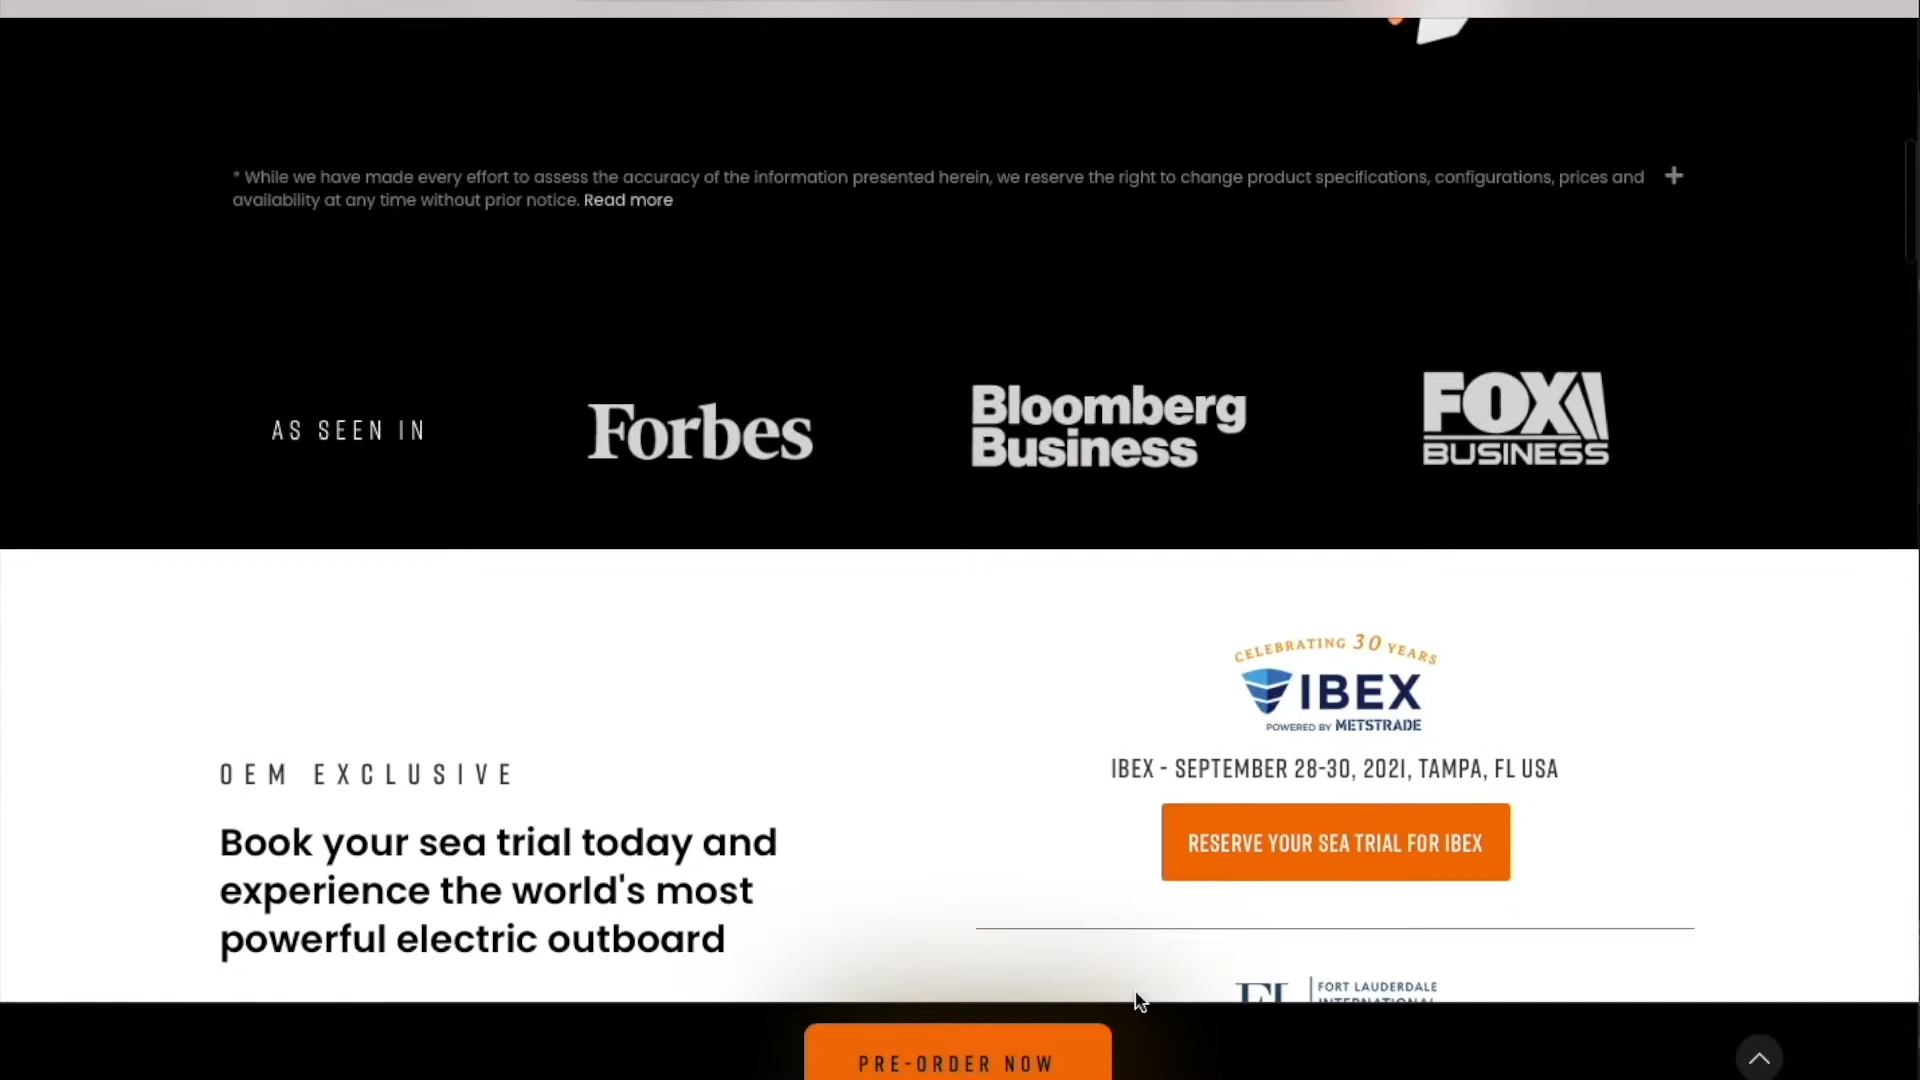 * While we have made every effort to assess the accuracy of the information presented herein, we reserve the right to change product specifications, configurations, prices and
availability at any time without prior notice. Read more
AS SEEN IN
Forbes
Bloomberg
Business
FOX
BUSINESS
CELEBRATING 30 YEARS
IBEX
POWERED BY METSTRADE
IBEX - SEPTEMBER 28-30, 2021, TAMPA, FL USA
RESERVE YOUR SEA TRIAL FOR IBEX
OEM EXCLUSIVE
Book your sea trial today and
experience the world's most
powerful electric outboard
FORT LAUDERDALE
INTERNATIONAL
PRE-ORDER NOW